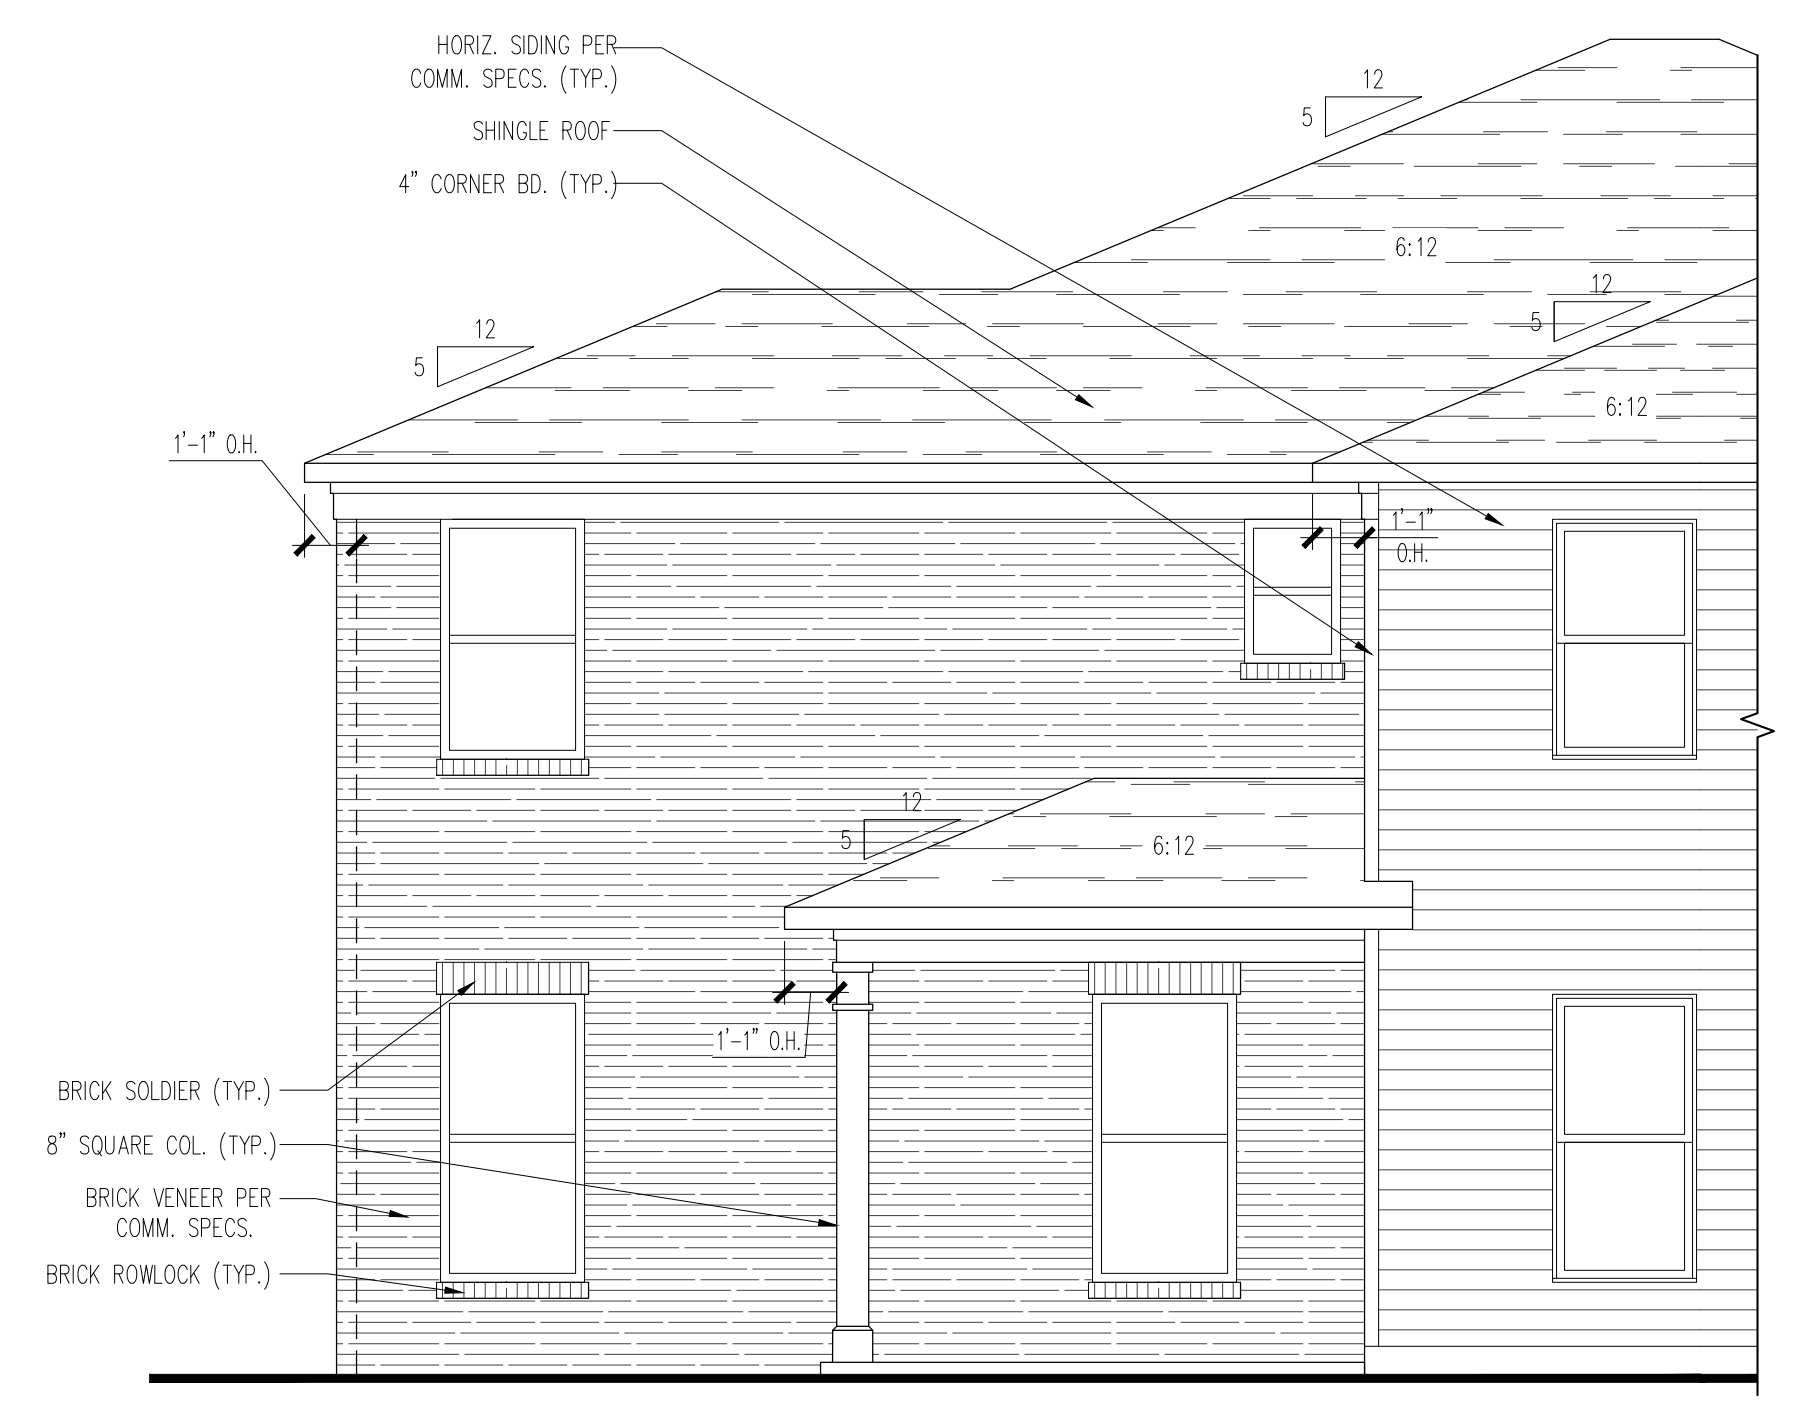 HORIZ. SIDING PER
COMM. SPECS. (TYP.)
SHINGLE ROOF
4" CORNER BD. (TYP.)
12
5
6:12
12
5
12
5
6:12
1'-1" O.H.
1'-1"
O.H.
12
5
6:12
1'-1" O.H.
BRICK SOLDIER (TYP.)
8" SQUARE COL. (TYP.)
BRICK VENEER PER
COMM. SPECS.
BRICK ROWLOCK (TYP.)